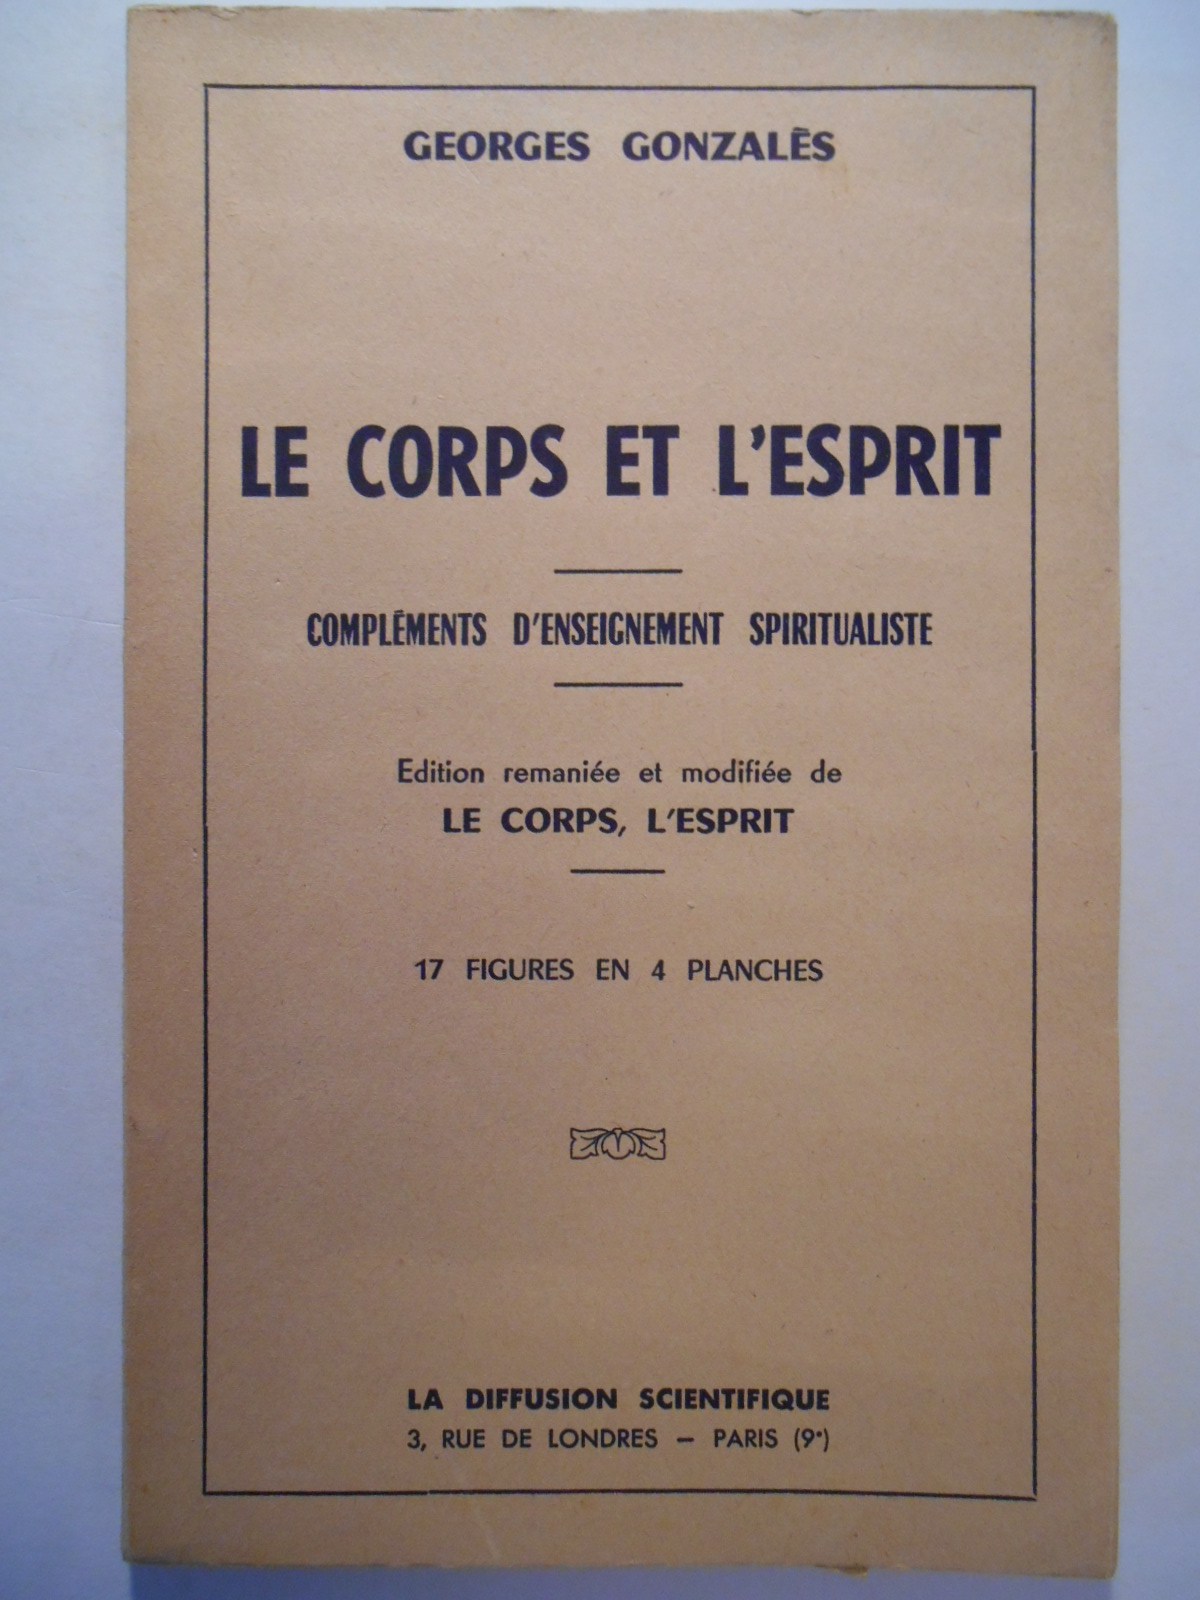 GEORGES GONZALÈS
LE CORPS ET L'ESPRIT
COMPLÉMENTS D'ENSEIGNEMENT SPIRITUALISTE
Edition remaniée et modifiée de
LE CORPS, L'ESPRIT
17 FIGURES EN 4 PLANCHES
LA DIFFUSION SCIENTIFIQUE
3, RUE DE LONDRES — PARIS (9e)